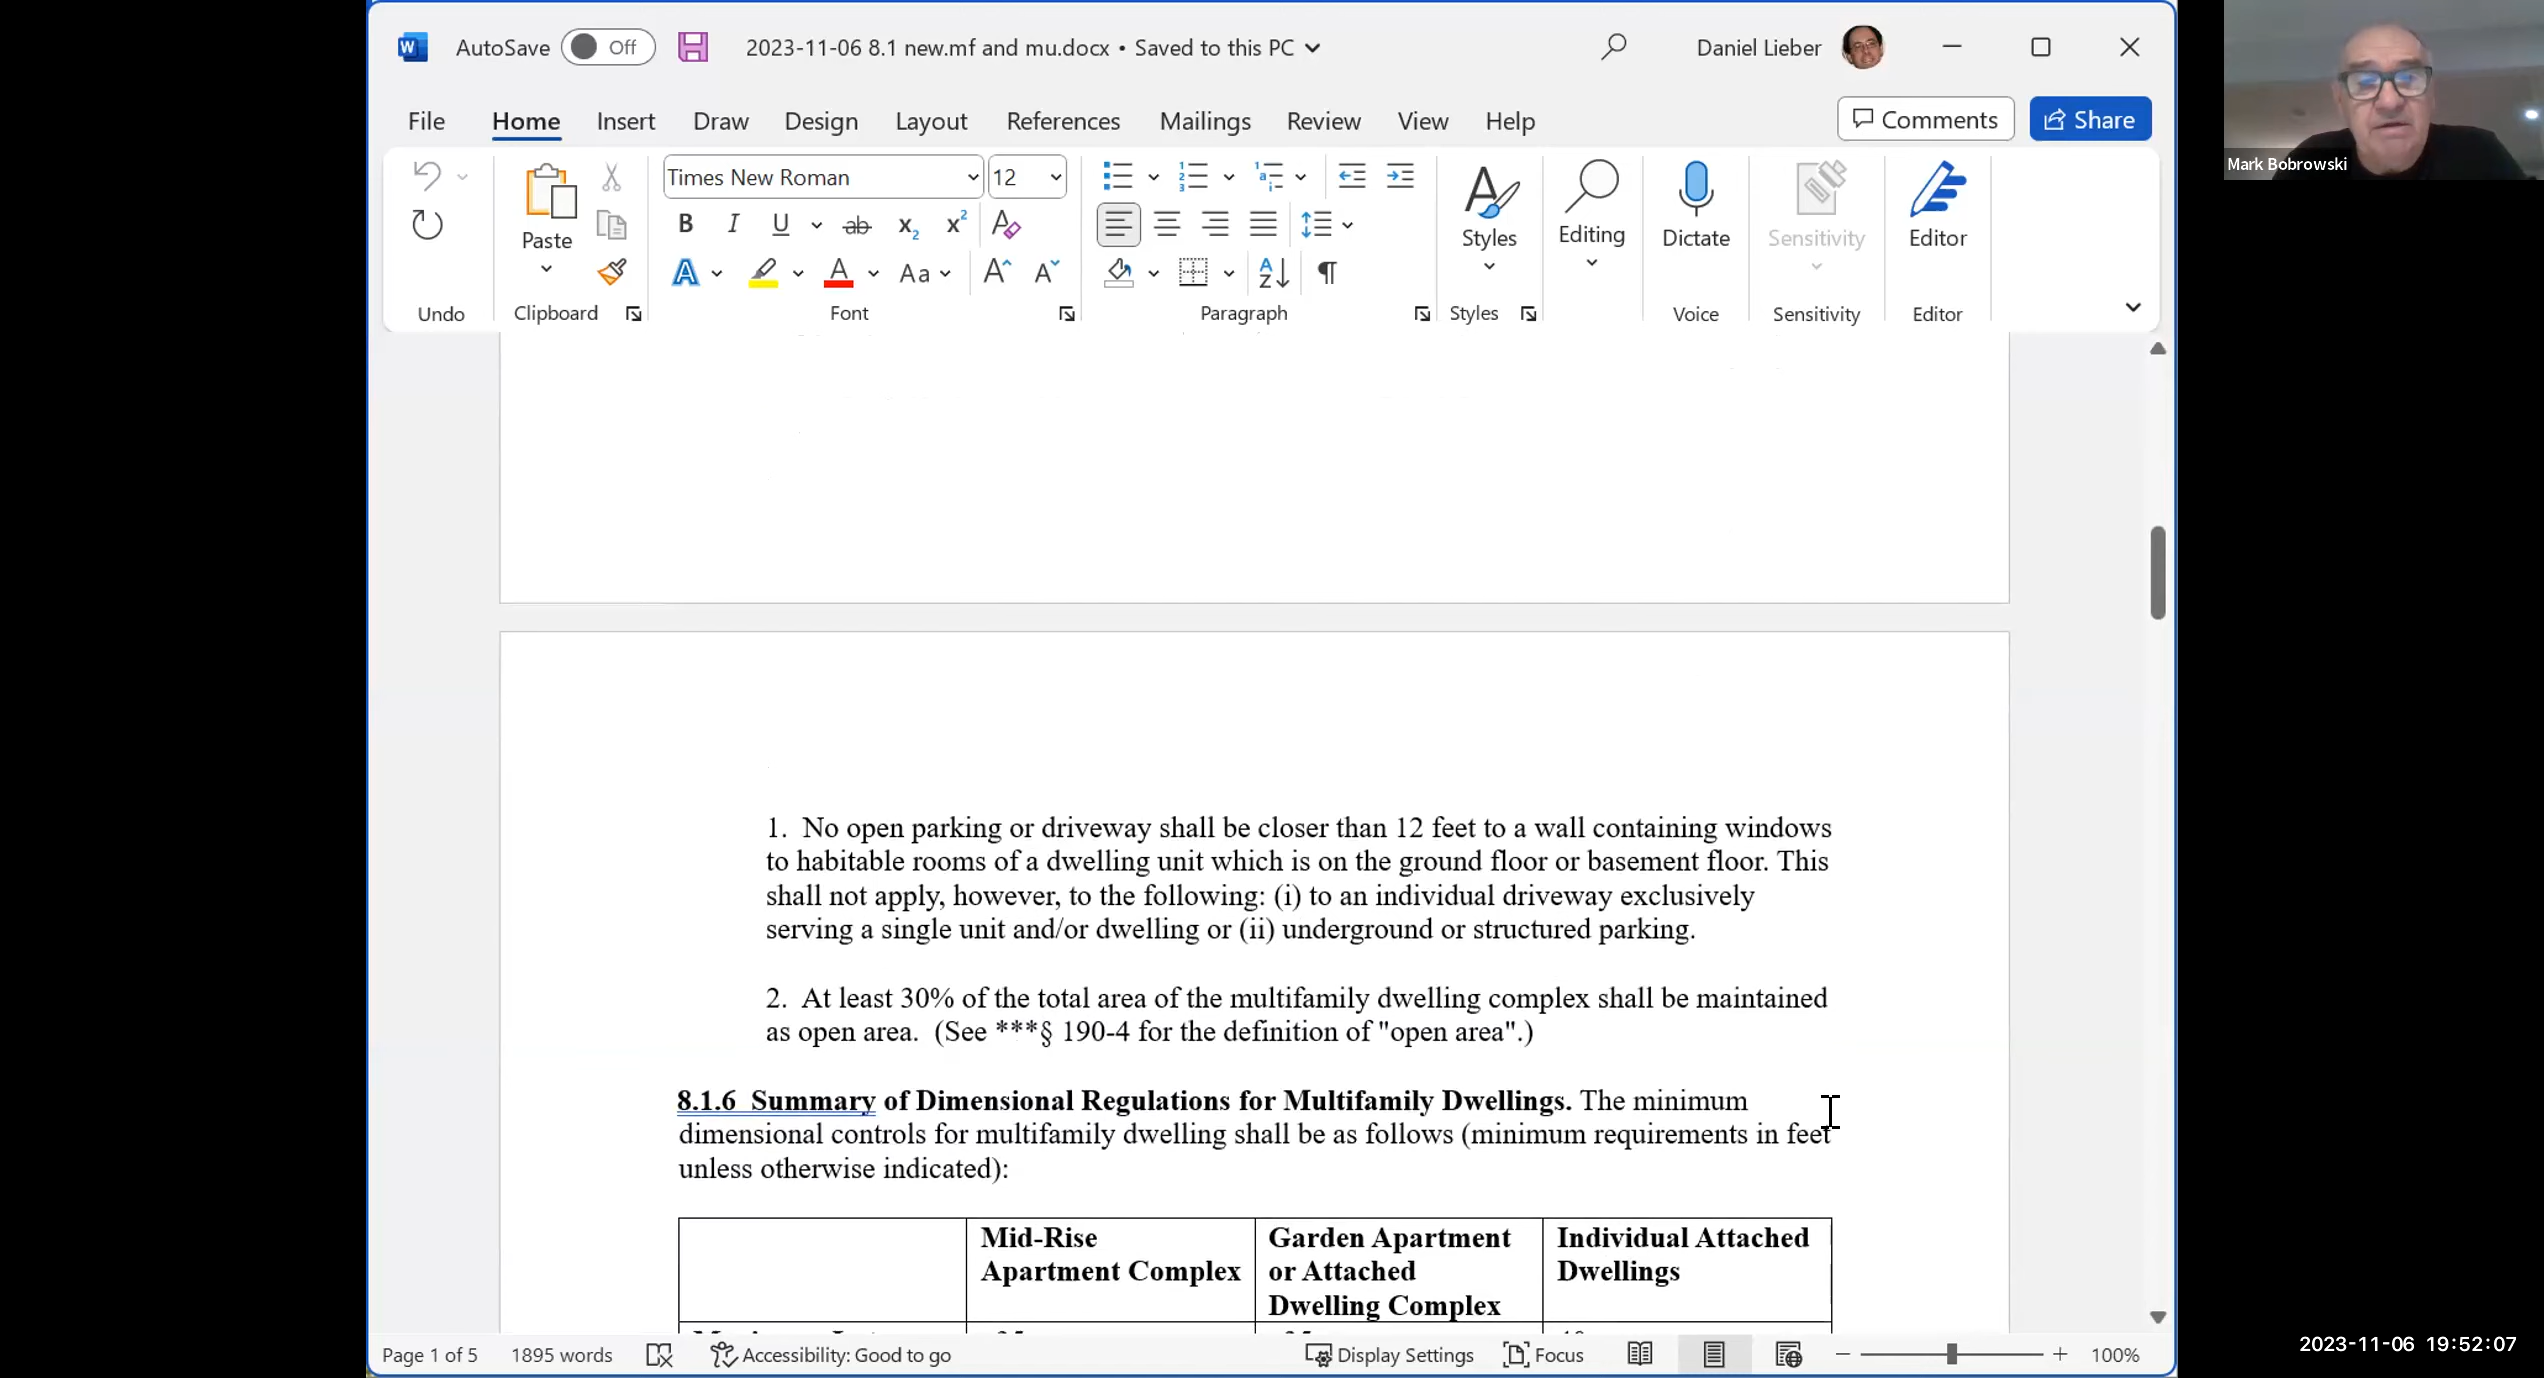 AutoSave Off 2023-11-06 8.1 new.mf and mu.docx • Saved to this PC Daniel Lieber
File Home Insert Draw Design Layout References Mailings Review View Help Comments Share
Times New Roman 12
Paste
Styles Editing Dictate Sensitivity Editor
Undo Clipboard Font Paragraph Styles Voice Sensitivity Editor
Mark Bobrowski
1. No open parking or driveway shall be closer than 12 feet to a wall containing windows
to habitable rooms of a dwelling unit which is on the ground floor or basement floor. This
shall not apply, however, to the following: (i) to an individual driveway exclusively
serving a single unit and/or dwelling or (ii) underground or structured parking.
2. At least 30% of the total area of the multifamily dwelling complex shall be maintained
as open area. (See ***§ 190-4 for the definition of "open area".)
8.1.6 Summary of Dimensional Regulations for Multifamily Dwellings. The minimum
dimensional controls for multifamily dwelling shall be as follows (minimum requirements in feet
unless otherwise indicated):
Mid-Rise
Apartment Complex
Garden Apartment
or Attached
Dwelling Complex
Individual Attached
Dwellings
Page 1 of 5 1895 words Accessibility: Good to go Display Settings Focus 100%
2023-11-06 19:52:07